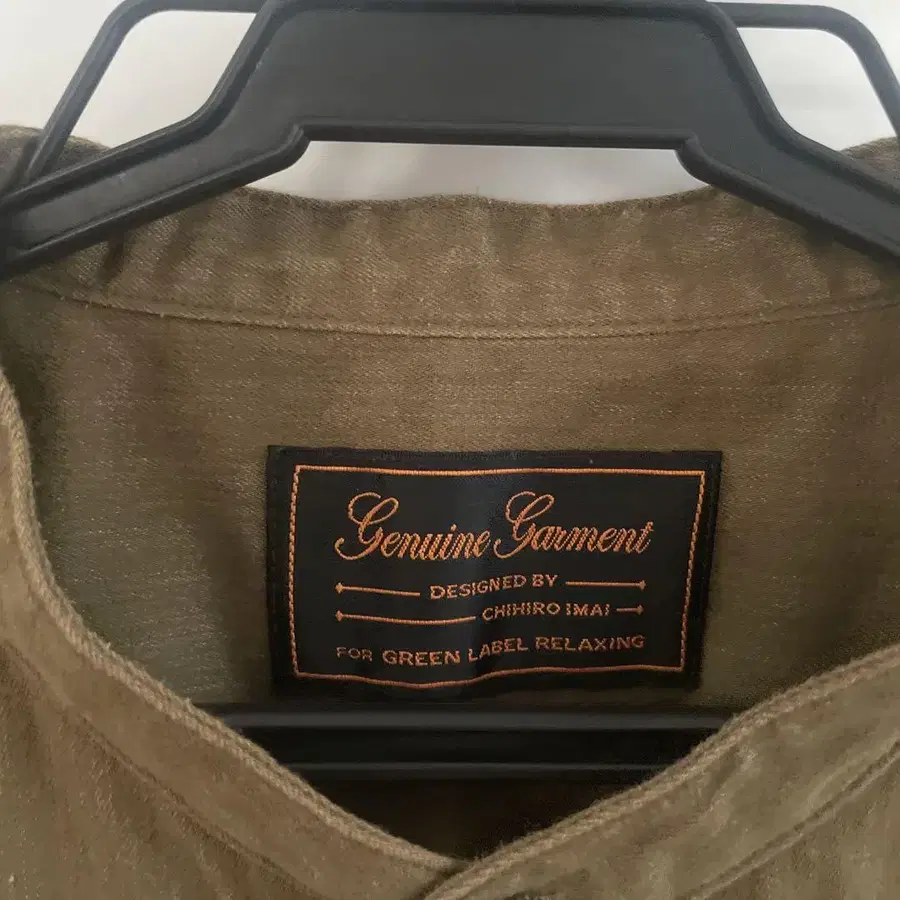 Genuine Garment
DESIGNED BY
CHIHIRO IMAI
FOR GREEN LABEL RELAXING